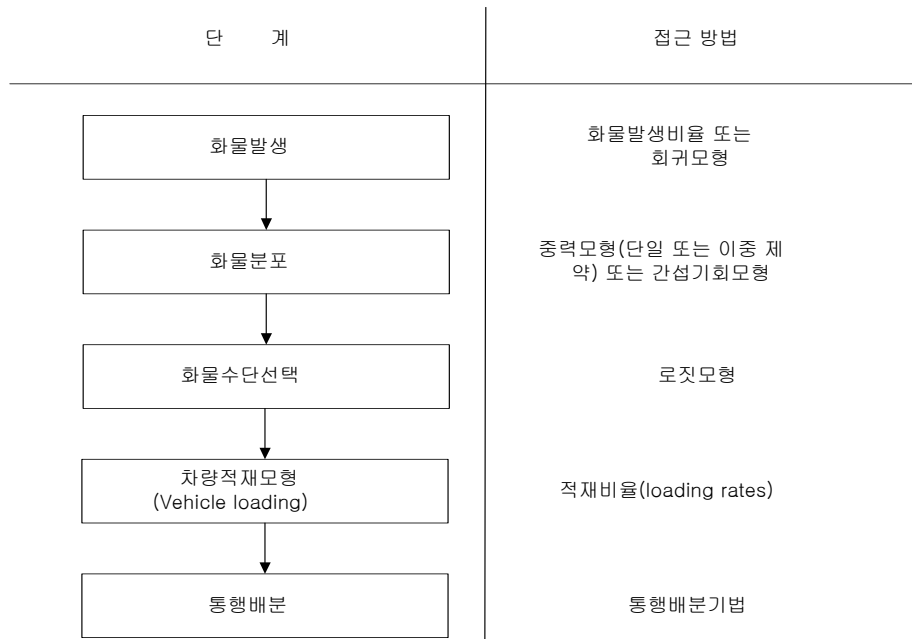 단 계
접근 방법
화물발생
화물발생비율 또는
회귀모형
화물분포
중력모형(단일 또는 이중 제
약) 또는 간섭기회모형
화물수단선택
로짓모형
차량적재모형
(Vehicle loading)
적재비율(loading rates)
통행배분
통행배분기법